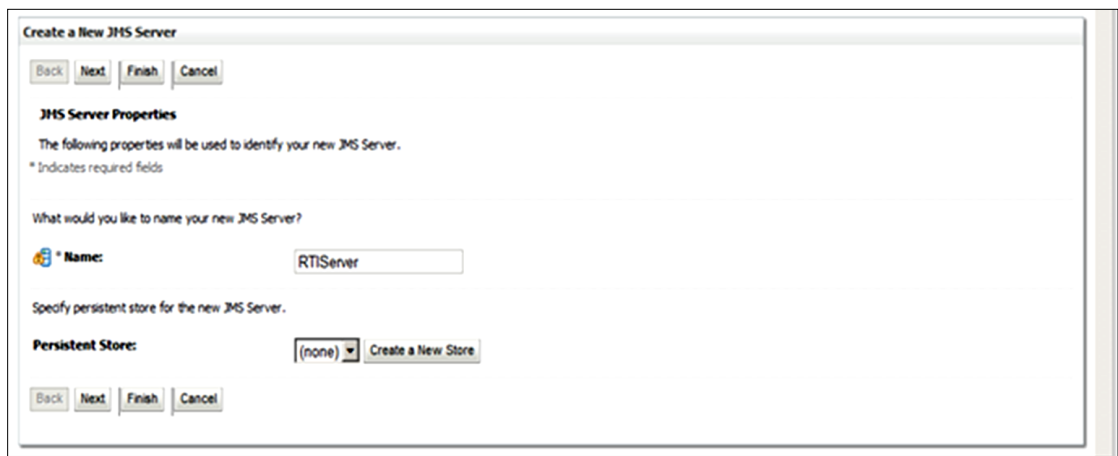 Create a New JMS Server
Back Next Finish Cancel
JMS Server Properties
The following properties will be used to identify your new JMS Server.
* Indicates required fields
What would you like to name your new JMS Server?
* Name: RTIServer
Specify persistent store for the new JMS Server.
Persistent Store: (none) Create a New Store
Back Next Finish Cancel